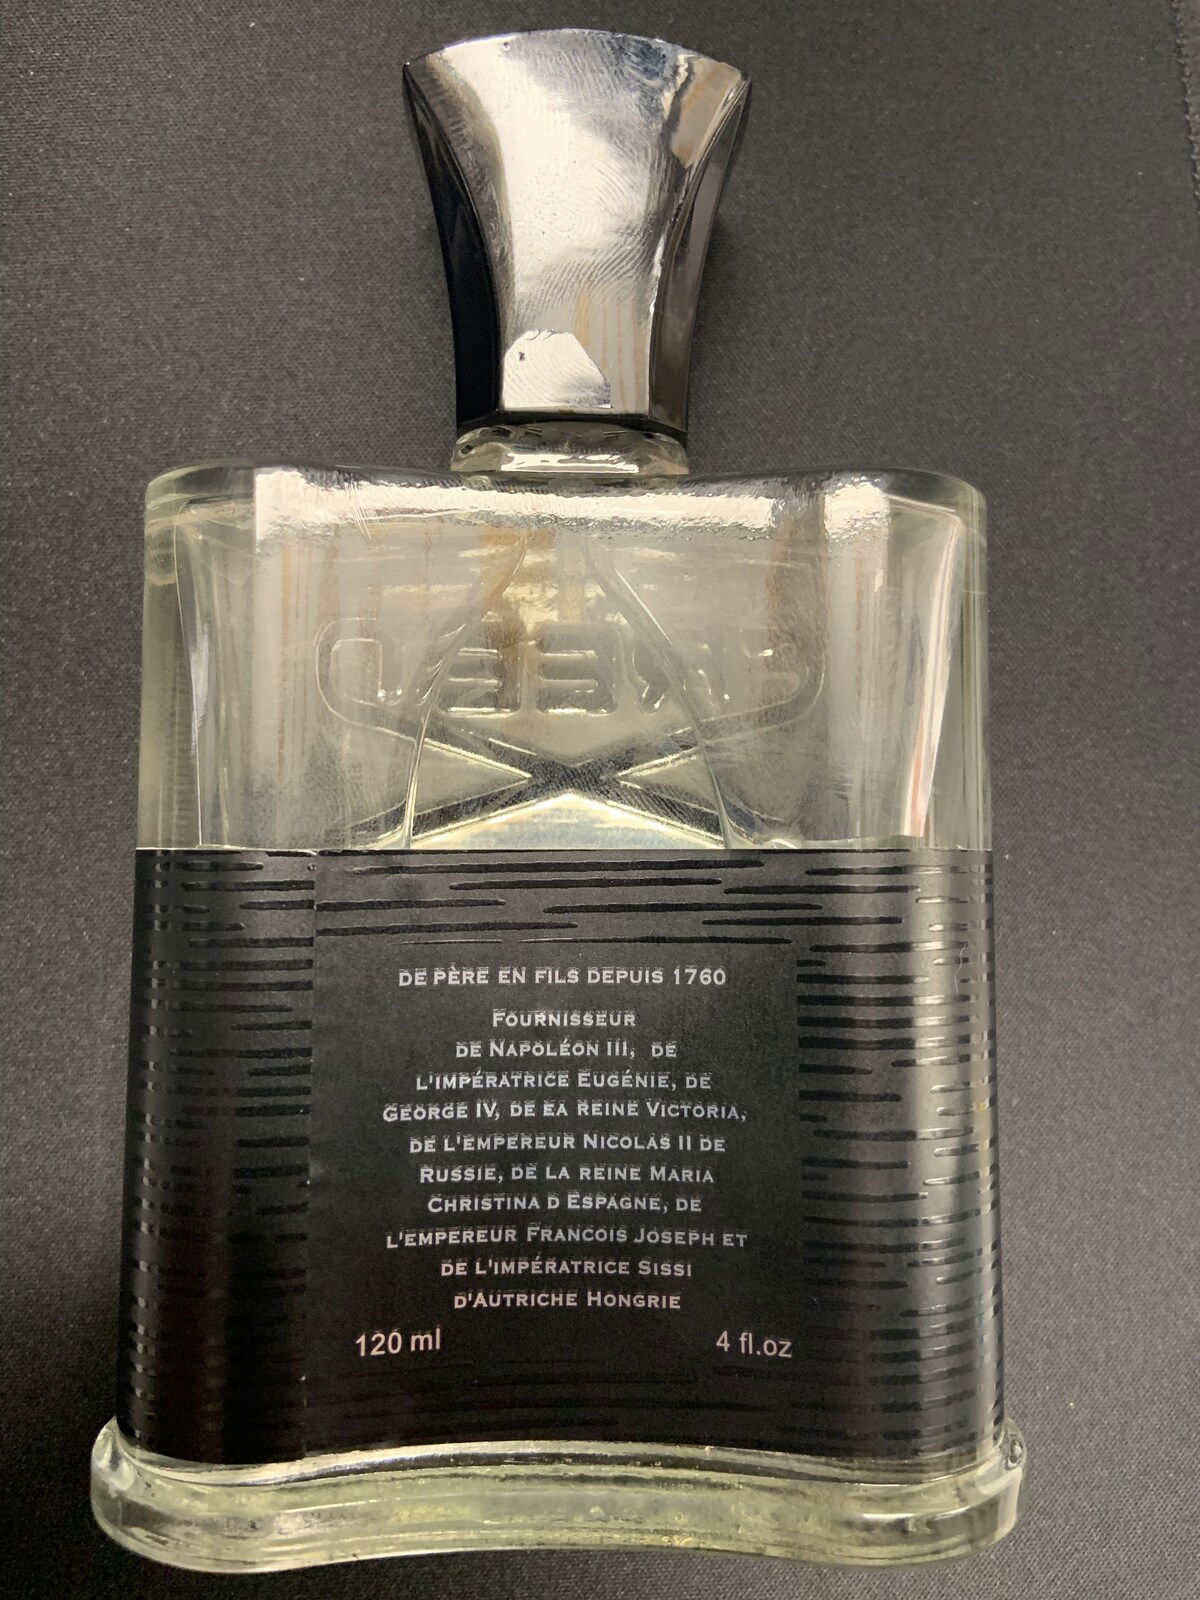 CREED
DE PÈRE EN FILS DEPUIS 1760
FOURNISSEUR
DE NAPOLÉON III, DE
L'IMPÉRATRICE EUGÉNIE, DE
GEORGE IV, DE EA REINE VICTORIA,
DE L'EMPEREUR NICOLAS II DE
RUSSIE, DE LA REINE MARIA
CHRISTINA D ESPAGNE, DE
L'EMPEREUR FRANCOIS JOSEPH ET
DE L'IMPÉRATRICE SISSI
D'AUTRICHE HONGRIE
120 ml 4 fl.oz